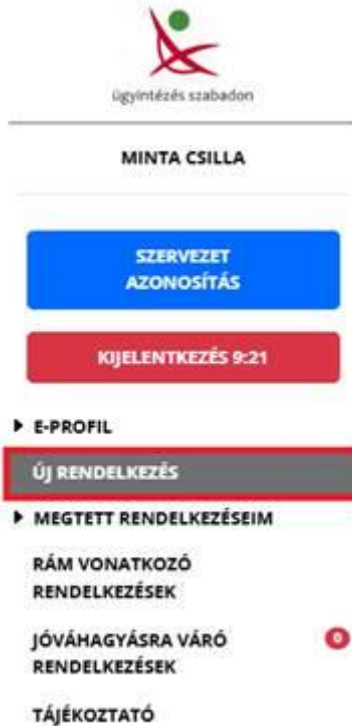 ügyintézés szabadon
MINTA CSILLA
SZERVEZET
AZONOSÍTÁS
KIJELENTKEZÉS 9:21
E-PROFIL
ÚJ RENDELKEZÉS
MEGTETT RENDELKEZÉSEIM
RÁM VONATKOZÓ
RENDELKEZÉSEK
JÓVÁHAGYÁSRA VÁRÓ 0
RENDELKEZÉSEK
TÁJÉKOZTATÓ